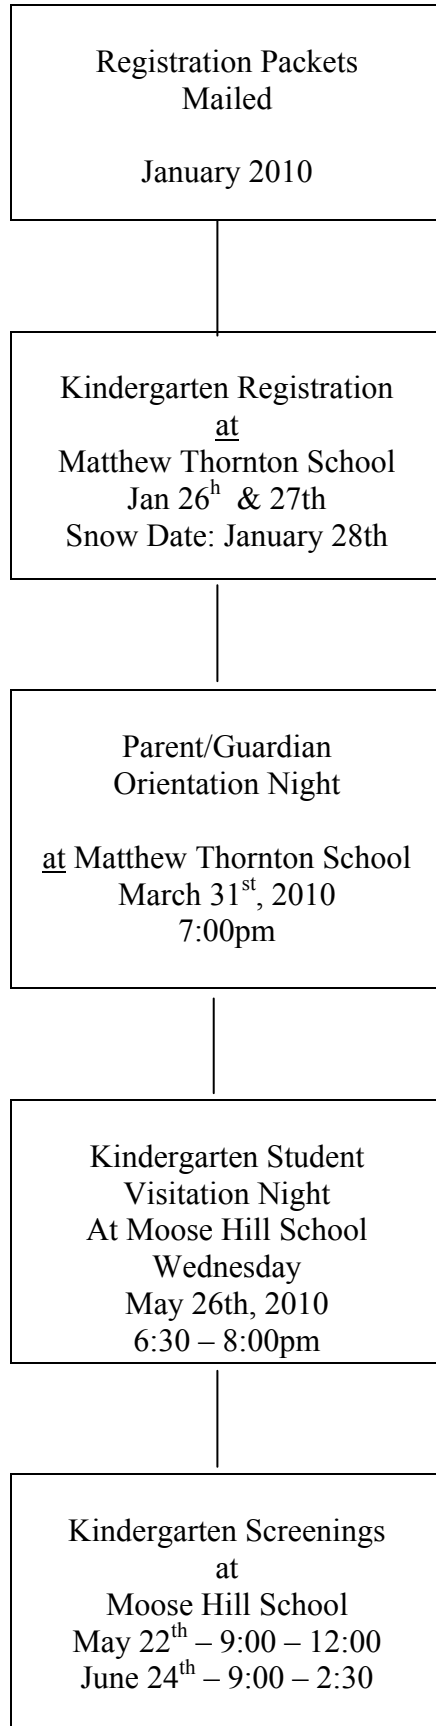 Registration Packets
Mailed
January 2010
Kindergarten Registration
at
Matthew Thornton School
Jan 26h & 27th
Snow Date: January 28th
Parent/Guardian
Orientation Night
at Matthew Thornton School
March 31st, 2010
7:00pm
Kindergarten Student
Visitation Night
At Moose Hill School
Wednesday
May 26th, 2010
6:30 – 8:00pm
Kindergarten Screenings
at
Moose Hill School
May 22th – 9:00 – 12:00
June 24th – 9:00 – 2:30